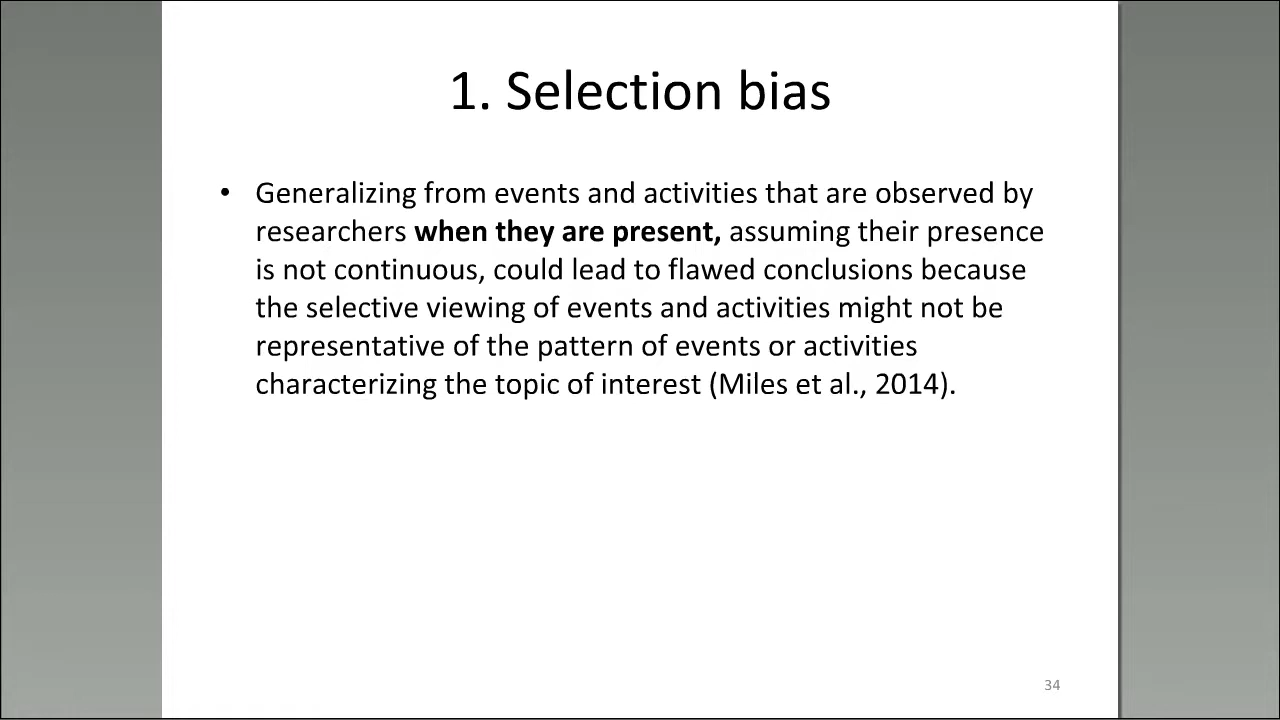 1. Selection bias
• Generalizing from events and activities that are observed by
researchers when they are present, assuming their presence
is not continuous, could lead to flawed conclusions because
the selective viewing of events and activities might not be
representative of the pattern of events or activities
characterizing the topic of interest (Miles et al., 2014).
34